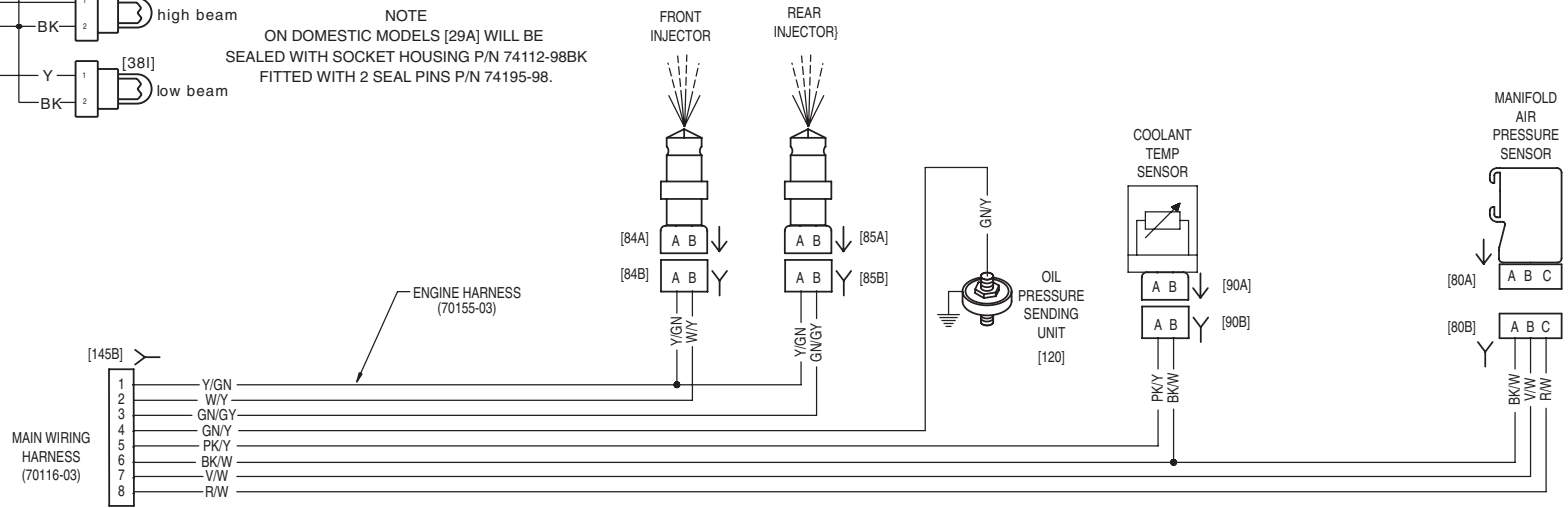 1
BK
2
high beam
[38I]
Y
1
BK
2
low beam
NOTE
ON DOMESTIC MODELS [29A] WILL BE
SEALED WITH SOCKET HOUSING P/N 74112-98BK
FITTED WITH 2 SEAL PINS P/N 74195-98.
FRONT
INJECTOR
REAR
INJECTOR}
[84A]
A B
[84B]
A B
Y/GN
W/Y
A B
[85A]
A B
[85B]
Y/GN
GN/GY
GN/Y
OIL
PRESSURE
SENDING
UNIT
[120]
COOLANT
TEMP
SENSOR
A B
[90A]
A B
[90B]
PK/Y
BK/W
MANIFOLD
AIR
PRESSURE
SENSOR
[80A]
A B C
[80B]
A B C
BK/W
V/W
R/W
ENGINE HARNESS
(70155-03)
[145B]
MAIN WIRING
HARNESS
(70116-03)
1 Y/GN
2 W/Y
3 GN/GY
4 GN/Y
5 PK/Y
6 BK/W
7 V/W
8 R/W